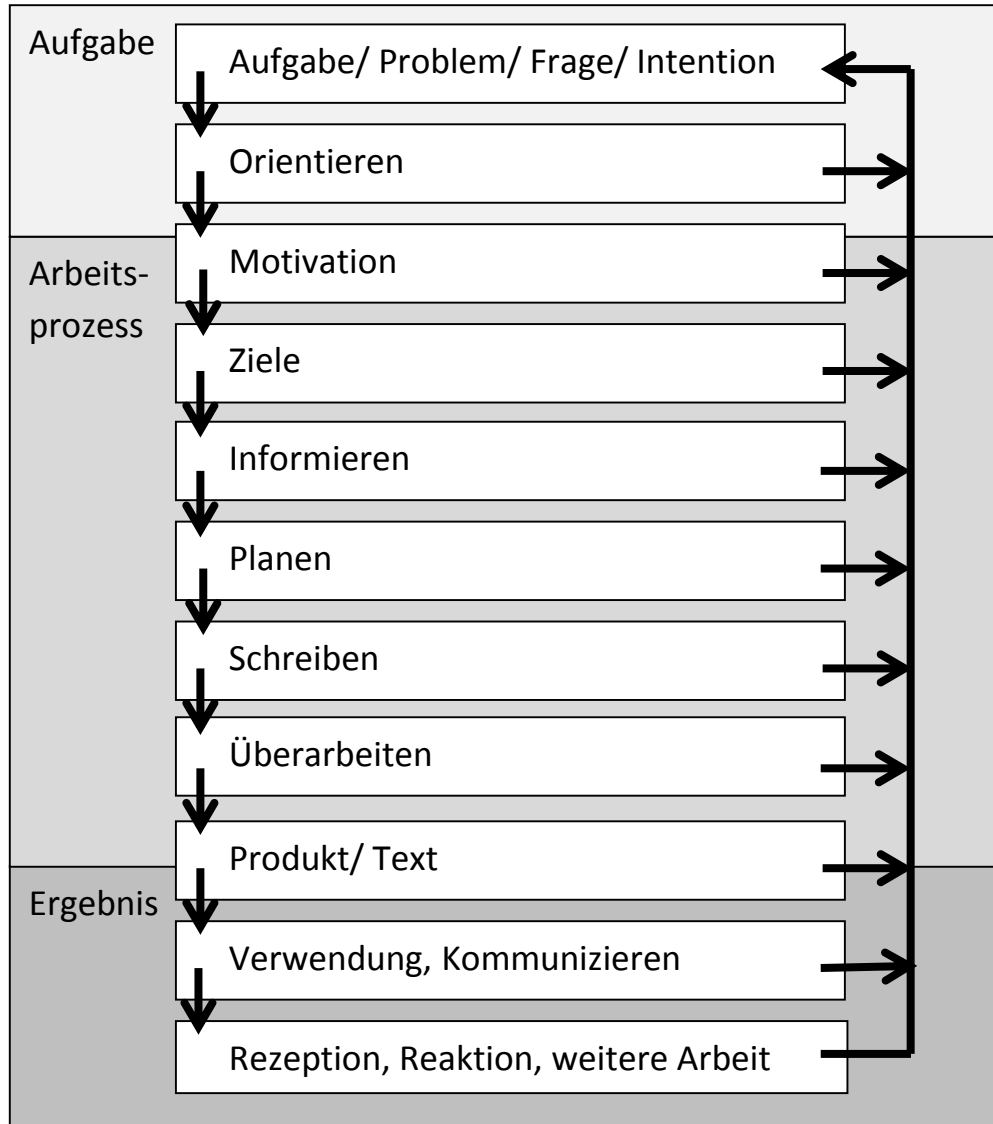 Aufgabe
Aufgabe/ Problem/ Frage/ Intention
Orientieren
Arbeits-
prozess
Motivation
Ziele
Informieren
Planen
Schreiben
Überarbeiten
Produkt/ Text
Ergebnis
Verwendung, Kommunizieren
Rezeption, Reaktion, weitere Arbeit